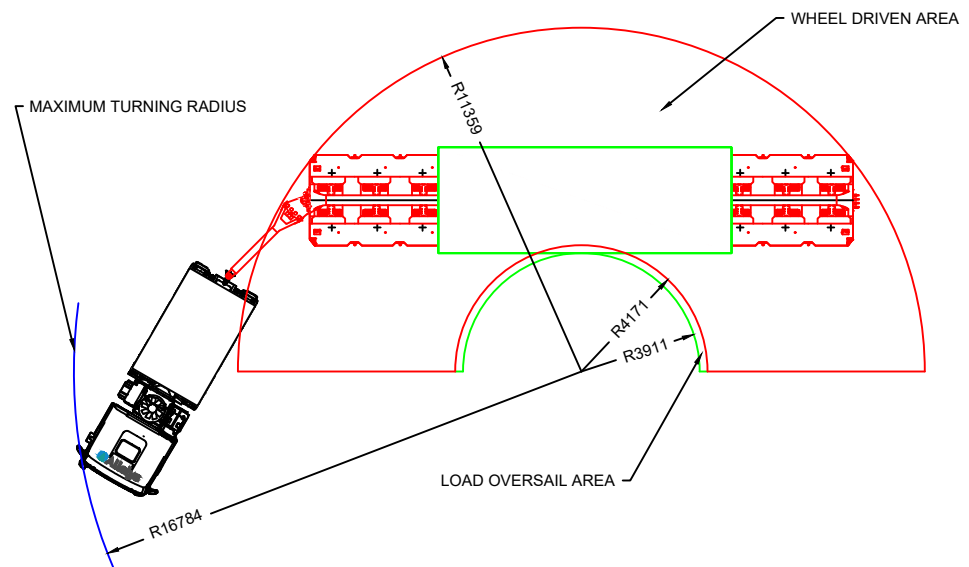 WHEEL DRIVEN AREA
MAXIMUM TURNING RADIUS
R11359
R4171
R3911
LOAD OVERSAIL AREA
R16784